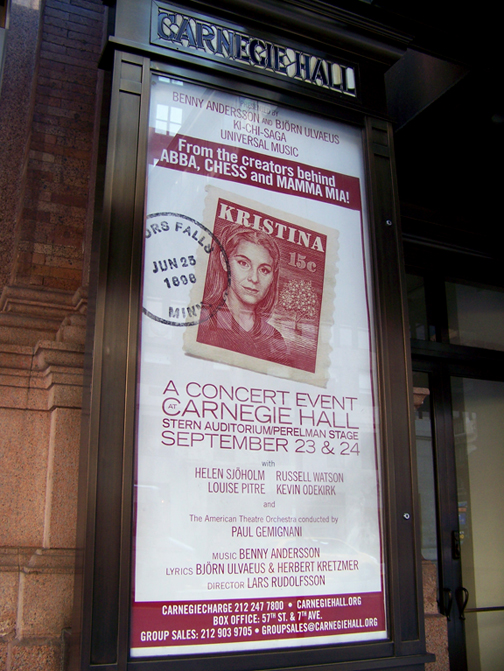 CARNEGIE HALL
BENNY ANDERSSON AND BJÖRN ULVAEUS
KI-CHI-SAGA
UNIVERSAL MUSIC
From the creators behind
ABBA, CHESS and MAMMA MIA!
KRISTINA
15c
RS FALLS
JUN 23
1898
MINN
A CONCERT EVENT
AT CARNEGIE HALL
STERN AUDITORIUM/PERELMAN STAGE
SEPTEMBER 23 & 24
with
HELEN SJÖHOLM RUSSELL WATSON
LOUISE PITRE KEVIN ODEKIRK
and
The American Theatre Orchestra conducted by
PAUL GEMIGNANI
MUSIC BENNY ANDERSSON
LYRICS BJÖRN ULVAEUS & HERBERT KRETZMER
DIRECTOR LARS RUDOLFSSON
CARNEGIECHARGE 212 247 7800 • CARNEGIEHALL.ORG
BOX OFFICE: 57TH ST. & 7TH AVE.
GROUP SALES: 212 903 9705 • GROUPSALES@CARNEGIEHALL.ORG